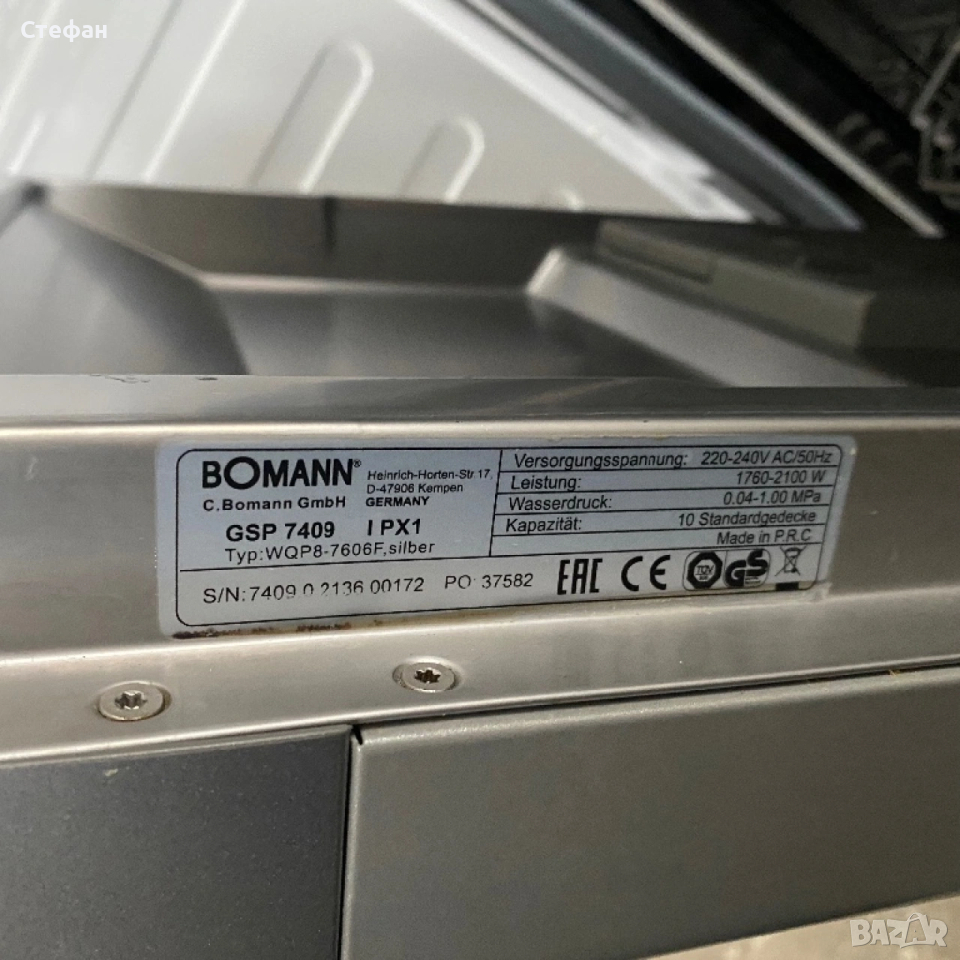 Стефан
BOMANN®
C.Bomann GmbH
Heinrich-Horten-Str.17,
D-47906 Kempen
GERMANY
GSP 7409 IPX1
Typ:WQP8-7606F,silber
Versorgungsspannung: 220-240V AC/50Hz
Leistung: 1760-2100 W
Wasserdruck: 0.04-1.00 MPa
Kapazität: 10 Standardgedecke
Made in P.R.C
S/N:7409 0 2136 00172 PO: 37582
EAC CE TÜV GS
BAZAR